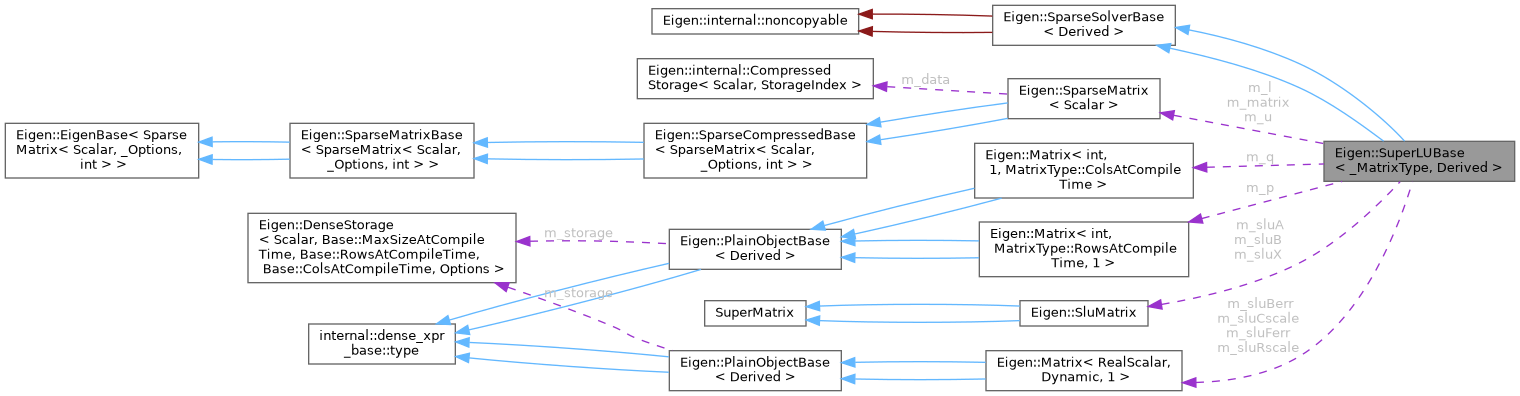 Eigen::internal::noncopyable
Eigen::SparseSolverBase
< Derived >
Eigen::internal::Compressed
Storage< Scalar, StorageIndex >
m_data
Eigen::SparseMatrix
< Scalar >
m_l
m_matrix
m_u
Eigen::EigenBase< Sparse
Matrix< Scalar, _Options,
int > >
Eigen::SparseMatrixBase
< SparseMatrix< Scalar,
_Options, int > >
Eigen::SparseCompressedBase
< SparseMatrix< Scalar,
_Options, int > >
Eigen::Matrix< int,
1, MatrixType::ColsAtCompile
Time >
m_q
Eigen::SuperLUBase
< _MatrixType, Derived >
m_p
Eigen::DenseStorage
< Scalar, Base::MaxSizeAtCompile
Time, Base::RowsAtCompileTime,
Base::ColsAtCompileTime, Options >
m_storage
Eigen::PlainObjectBase
< Derived >
Eigen::Matrix< int,
MatrixType::RowsAtCompile
Time, 1 >
m_sluA
m_sluB
m_sluX
m_storage
SuperMatrix
Eigen::SluMatrix
m_sluBerr
m_sluCscale
m_sluFerr
m_sluRscale
internal::dense_xpr
_base::type
Eigen::PlainObjectBase
< Derived >
Eigen::Matrix< RealScalar,
Dynamic, 1 >